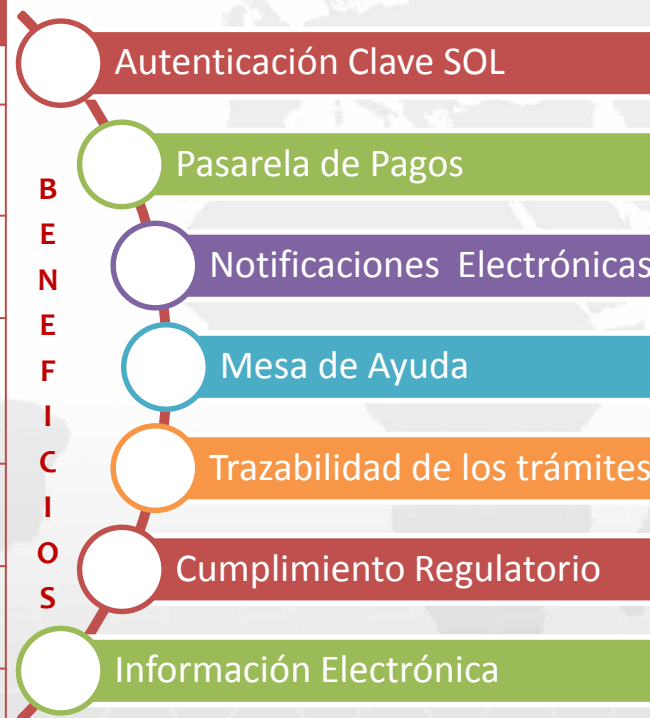 BENEFICIOS
Autenticación Clave SOL
Pasarela de Pagos
Notificaciones Electrónicas
Mesa de Ayuda
Trazabilidad de los trámites
Cumplimiento Regulatorio
Información Electrónica